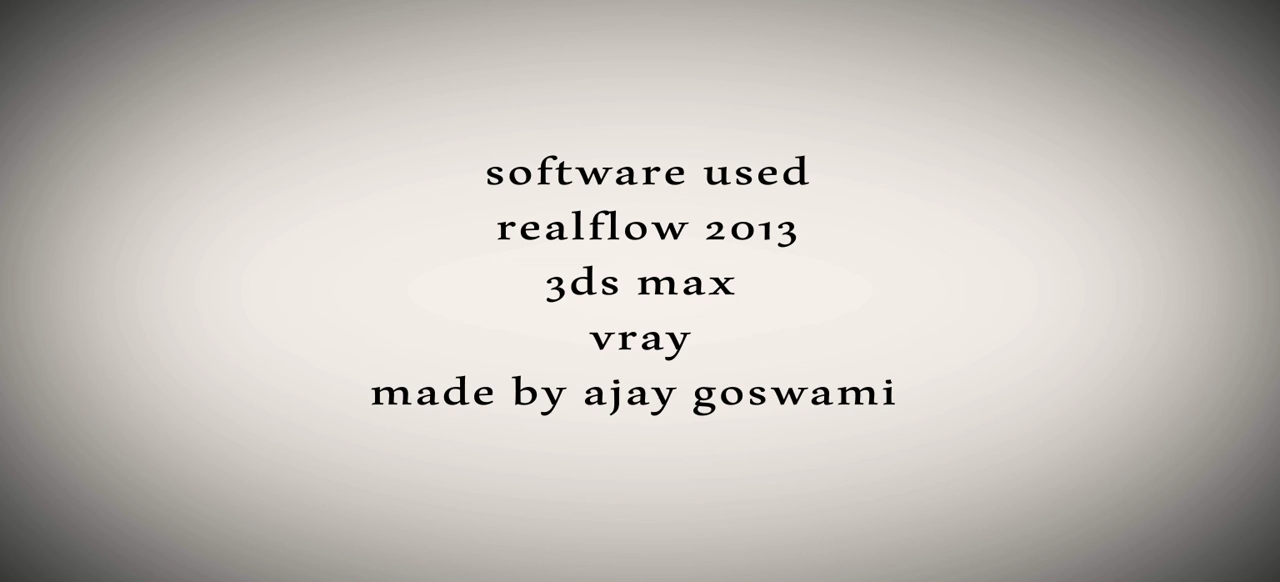 software used
realflow 2013
3ds max
vray
made by ajay goswami